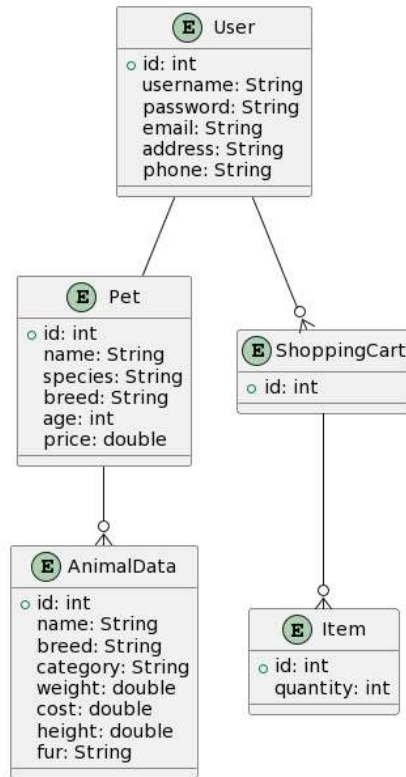 E User
id: int
username: String
password: String
email: String
address: String
phone: String
E Pet
id: int
name: String
species: String
breed: String
age: int
price: double
E ShoppingCart
id: int
E AnimalData
id: int
name: String
breed: String
category: String
weight: double
cost: double
height: double
fur: String
E Item
id: int
quantity: int